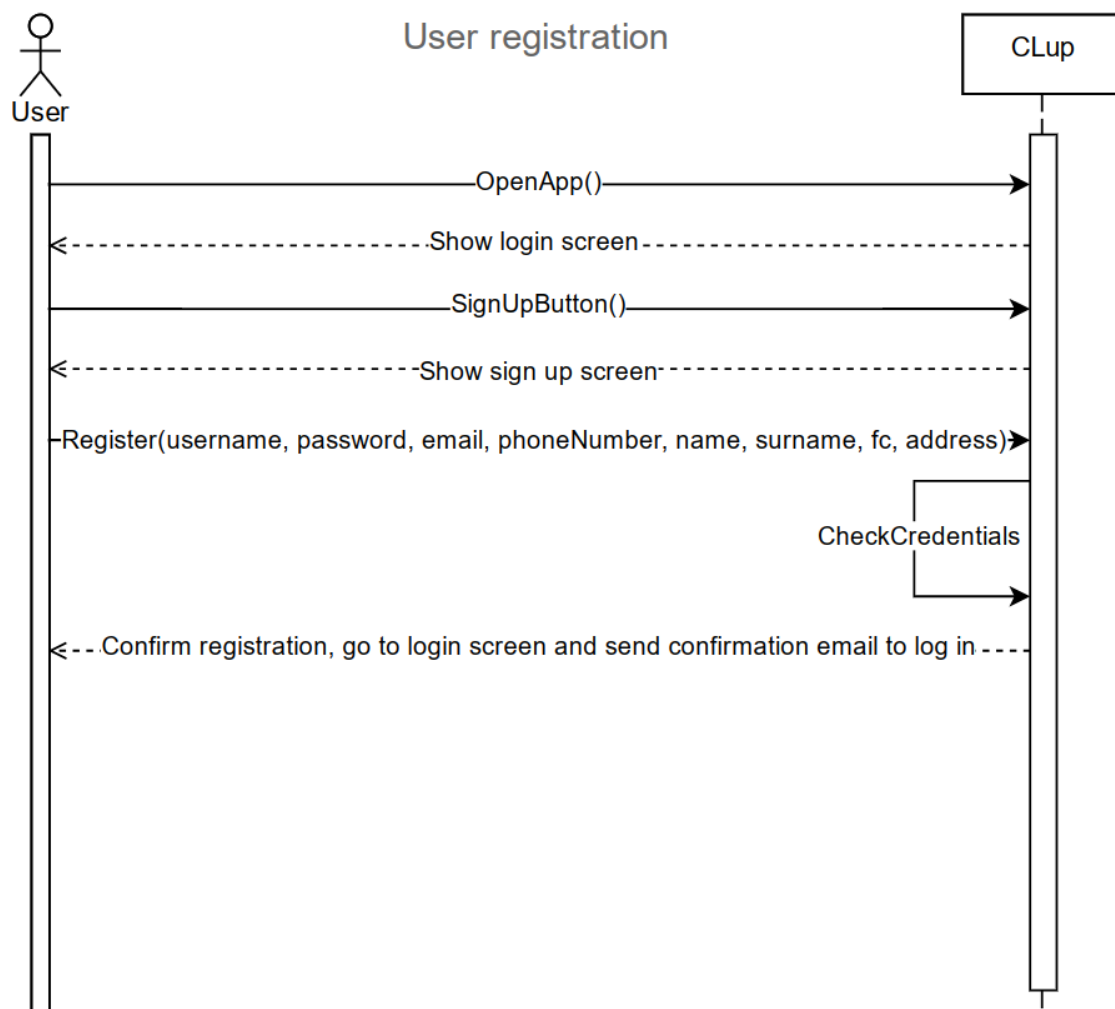 User registration
CLup
User
OpenApp()
Show login screen
SignUpButton()
Show sign up screen
Register(username, password, email, phoneNumber, name, surname, fc, address)
CheckCredentials
Confirm registration, go to login screen and send confirmation email to log in